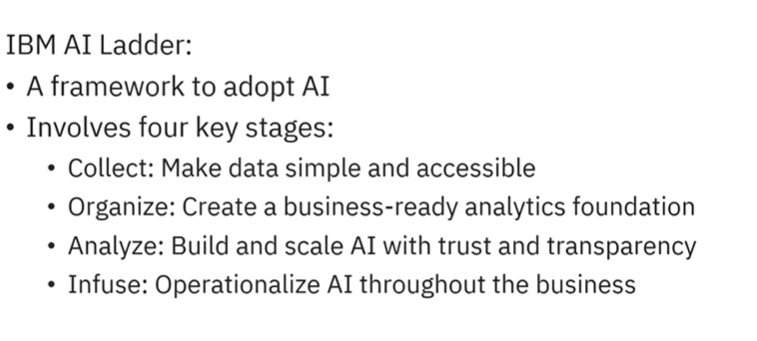 IBM AI Ladder:
• A framework to adopt AI
• Involves four key stages:
• Collect: Make data simple and accessible
• Organize: Create a business-ready analytics foundation
• Analyze: Build and scale AI with trust and transparency
• Infuse: Operationalize AI throughout the business